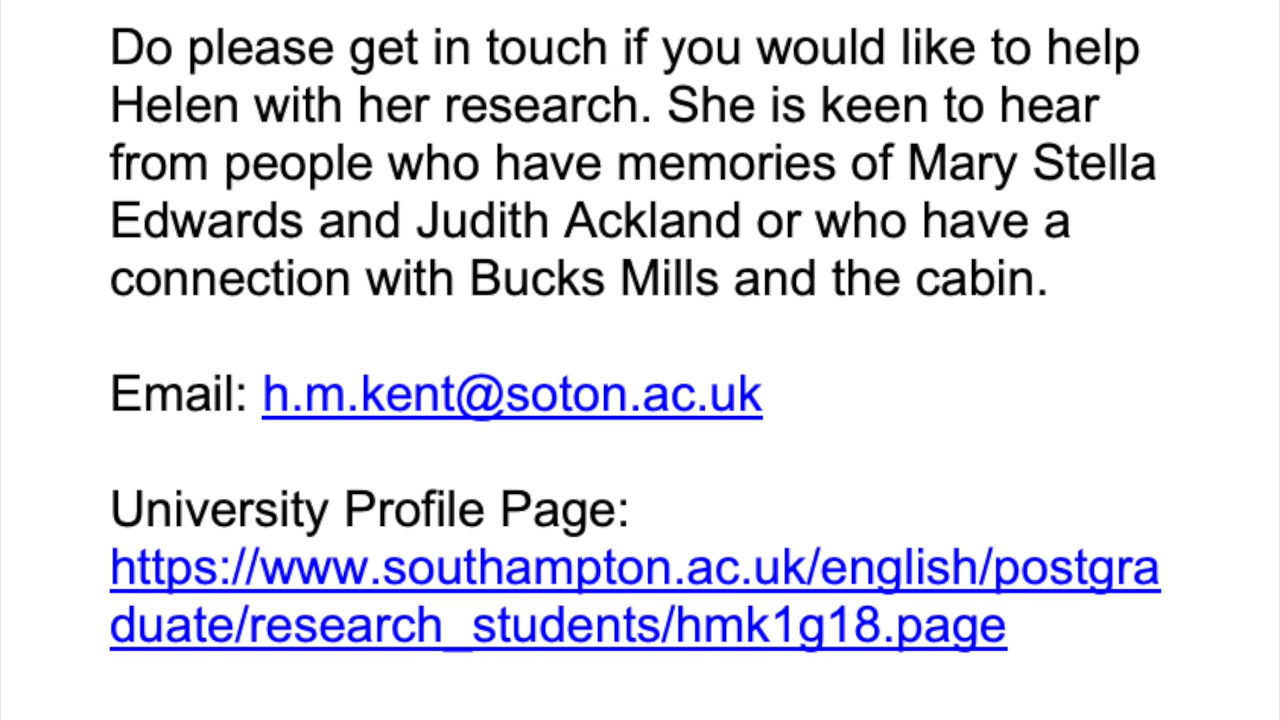 Do please get in touch if you would like to help
Helen with her research. She is keen to hear
from people who have memories of Mary Stella
Edwards and Judith Ackland or who have a
connection with Bucks Mills and the cabin.
Email: h.m.kent@soton.ac.uk
University Profile Page:
https://www.southampton.ac.uk/english/postgra
duate/research_students/hmk1g18.page